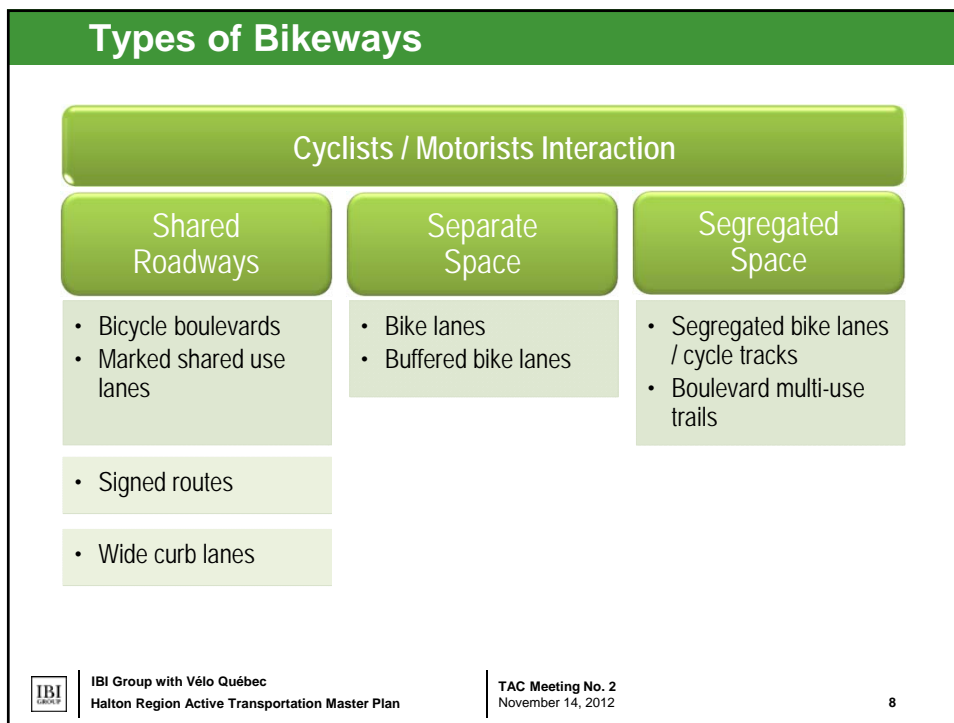 Types of Bikeways
Cyclists / Motorists Interaction
Shared
Roadways
• Bicycle boulevards
• Marked shared use
lanes
• Signed routes
• Wide curb lanes
Separate
Space
• Bike lanes
• Buffered bike lanes
Segregated
Space
• Segregated bike lanes
/ cycle tracks
• Boulevard multi-use
trails
IBI
GROUP
IBI Group with Vélo Québec
Halton Region Active Transportation Master Plan
TAC Meeting No. 2
November 14, 2012
8